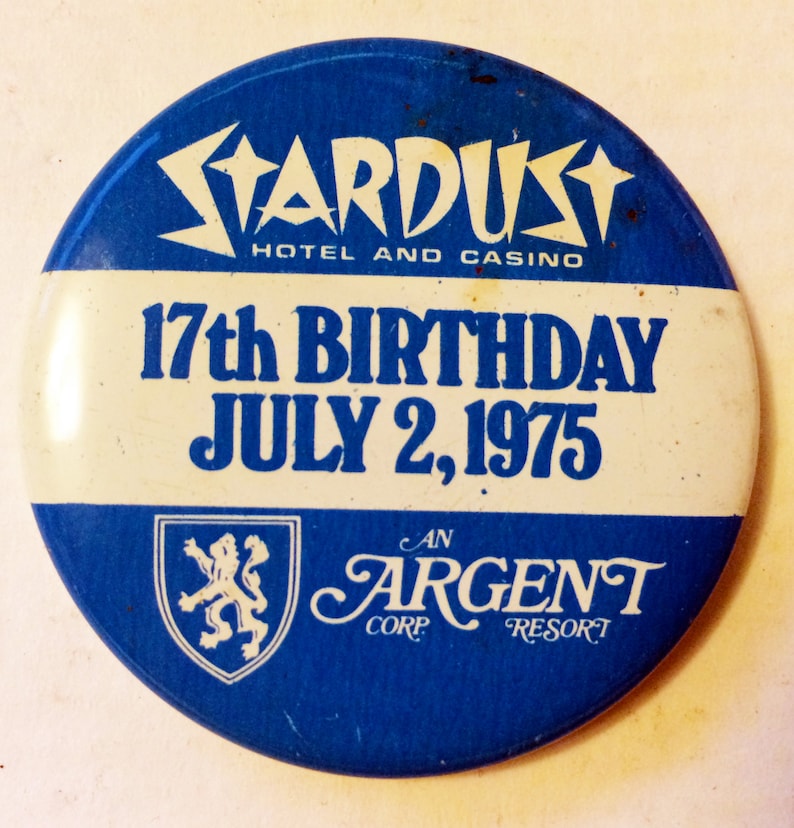 STARDUST
HOTEL AND CASINO
17th BIRTHDAY
JULY 2, 1975
AN
ARGENT
CORP. RESORT